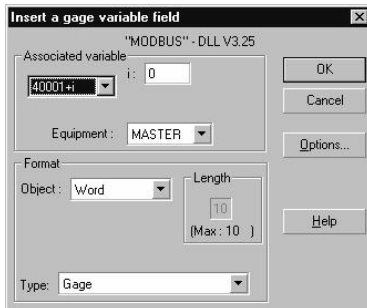 Insert a gage variable field
"MODBUS" - DLL V3.25
Associated variable
40001+i
i: 0
Equipment: MASTER
OK
Cancel
Options...
Help
Format
Object: Word
Length
10
(Max: 10 )
Type: Gage